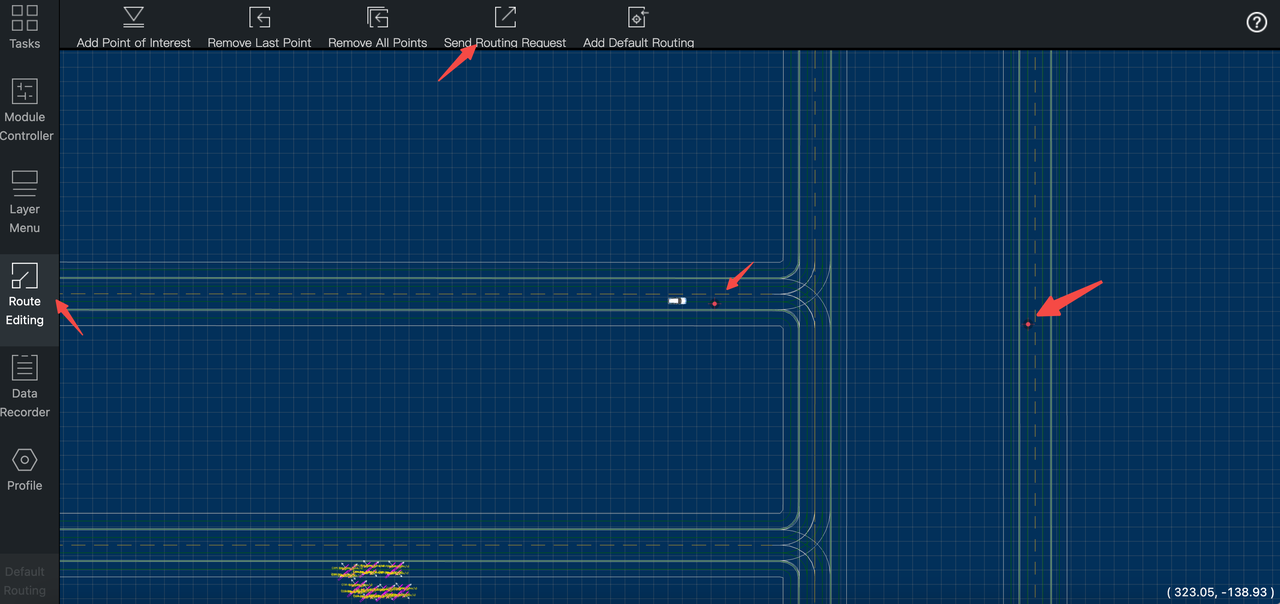 Tasks
Add Point of Interest
Remove Last Point
Remove All Points
Send Routing Request
Add Default Routing
?
Module
Controller
Layer
Menu
Route
Editing
Data
Recorder
Profile
Default
Routing
( 323.05, -138.93 )